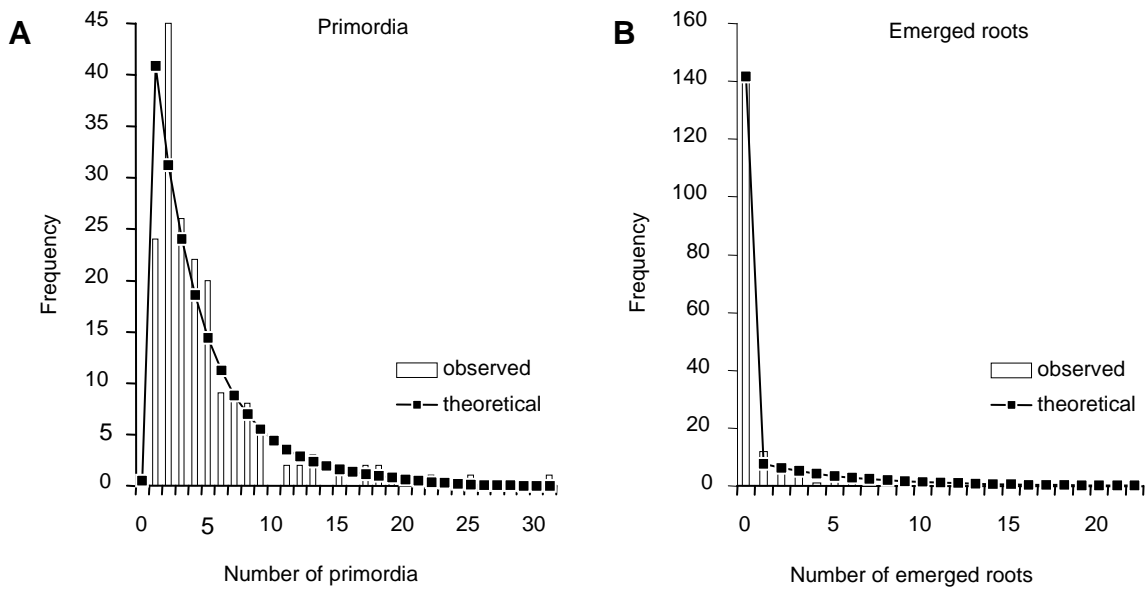 A
Primordia
45
40
35
30
25
20
15
10
5
0
Frequency
observed
theoretical
0 5 10 15 20 25 30
Number of primordia
B
Emerged roots
160
140
120
100
80
60
40
20
0
Frequency
observed
theoretical
0 5 10 15 20
Number of emerged roots